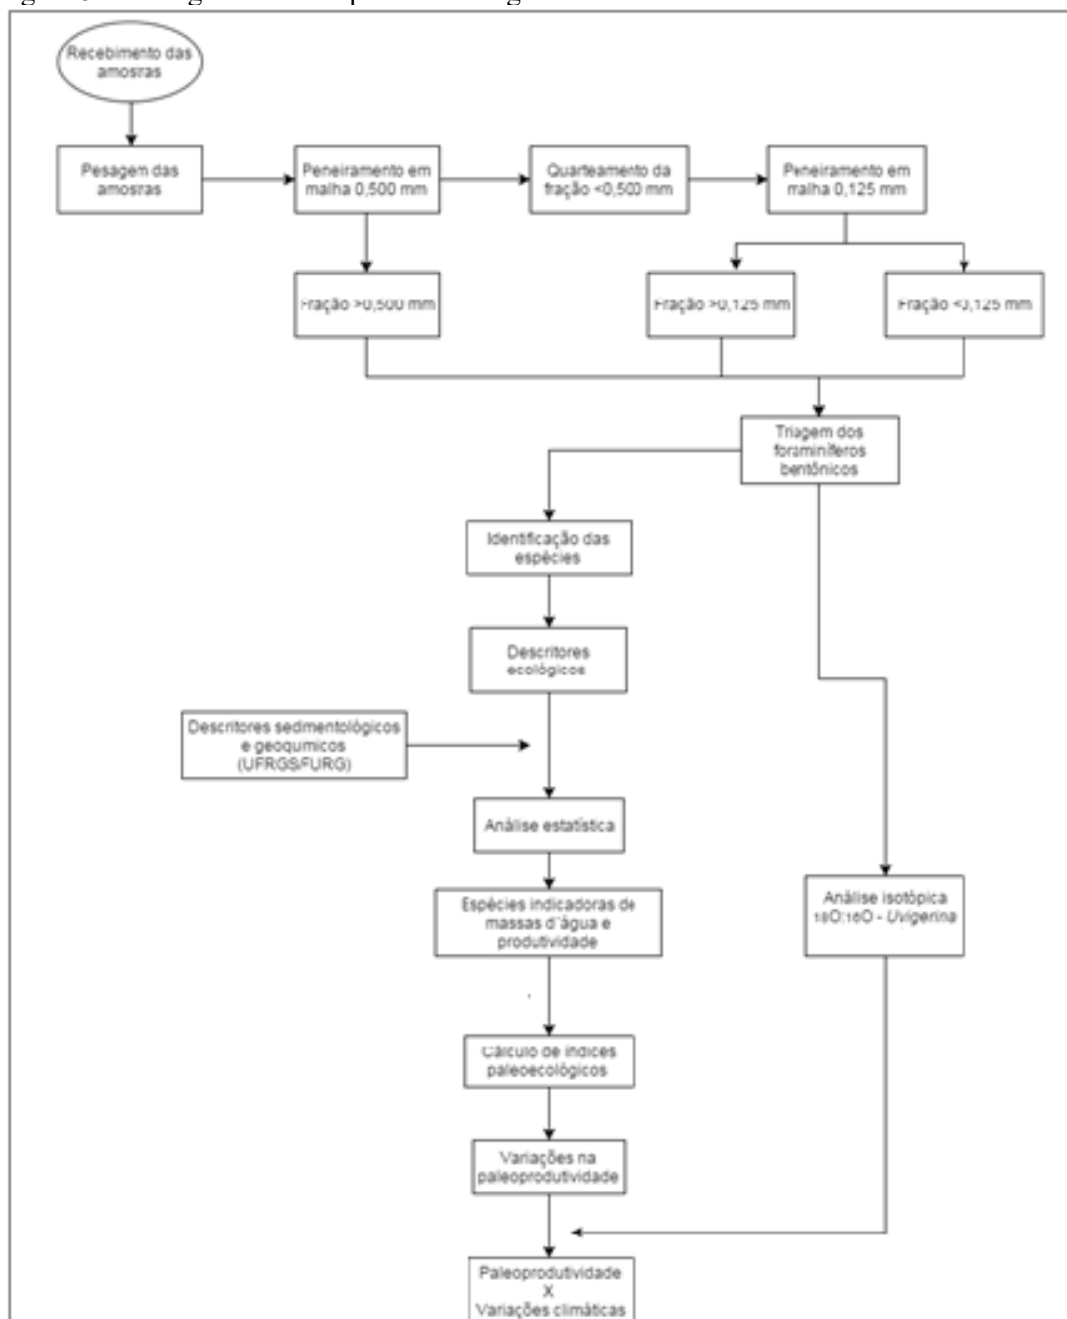 Recebimento das
amosras
Pesagem das
amosras
Peneiramento em
malha 0,500 mm
Quarteamento da
fração <0,500 mm
Peneiramento em
malha 0,125 mm
Fração >0,500 mm
Fração >0,125 mm
Fração <0,125 mm
Triagem dos
foraminíferos
bentônicos
Identificação das
espécies
Descritores
ecológicos
Descritores sedimentológicos
e geoqumicos
(UFRGS/FURG)
Análise estatística
Espécies indicadoras de
massas d'água e
produtividade
Análise isotópica
18O:16O - Uvigerina
Cálculo de índices
paleoecológicos
Variações na
paleoprodutividade
Paleoprodutividade
X
Variações climáticas